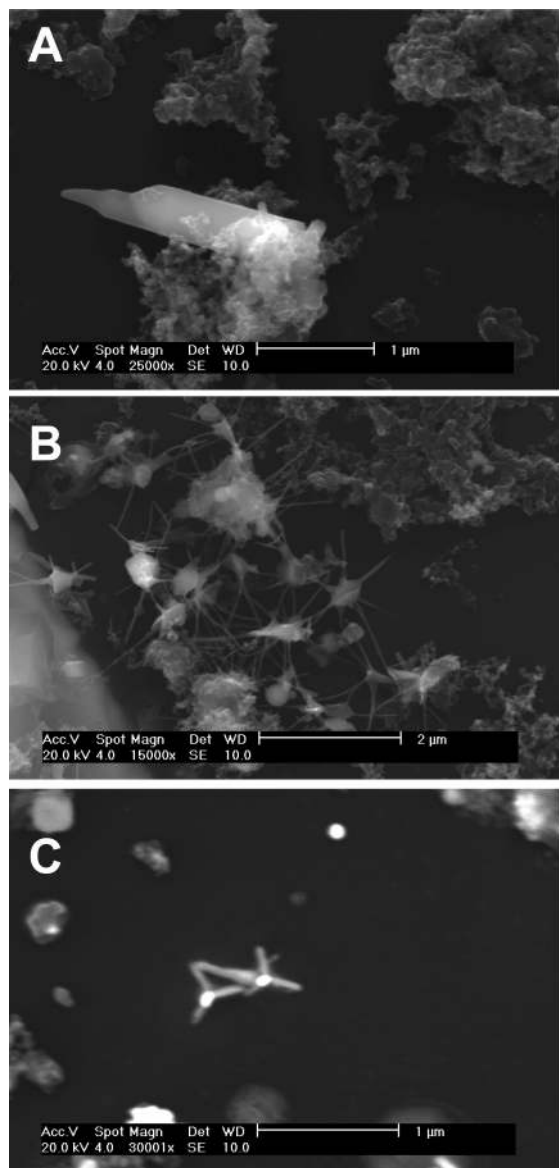 A
Acc.V Spot Magn Det WD
20.0 kV 4.0 25000x SE 10.0
1 μm
B
Acc.V Spot Magn Det WD
20.0 kV 4.0 15000x SE 10.0
2 μm
C
Acc.V Spot Magn Det WD
20.0 kV 4.0 30001x SE 10.0
1 μm